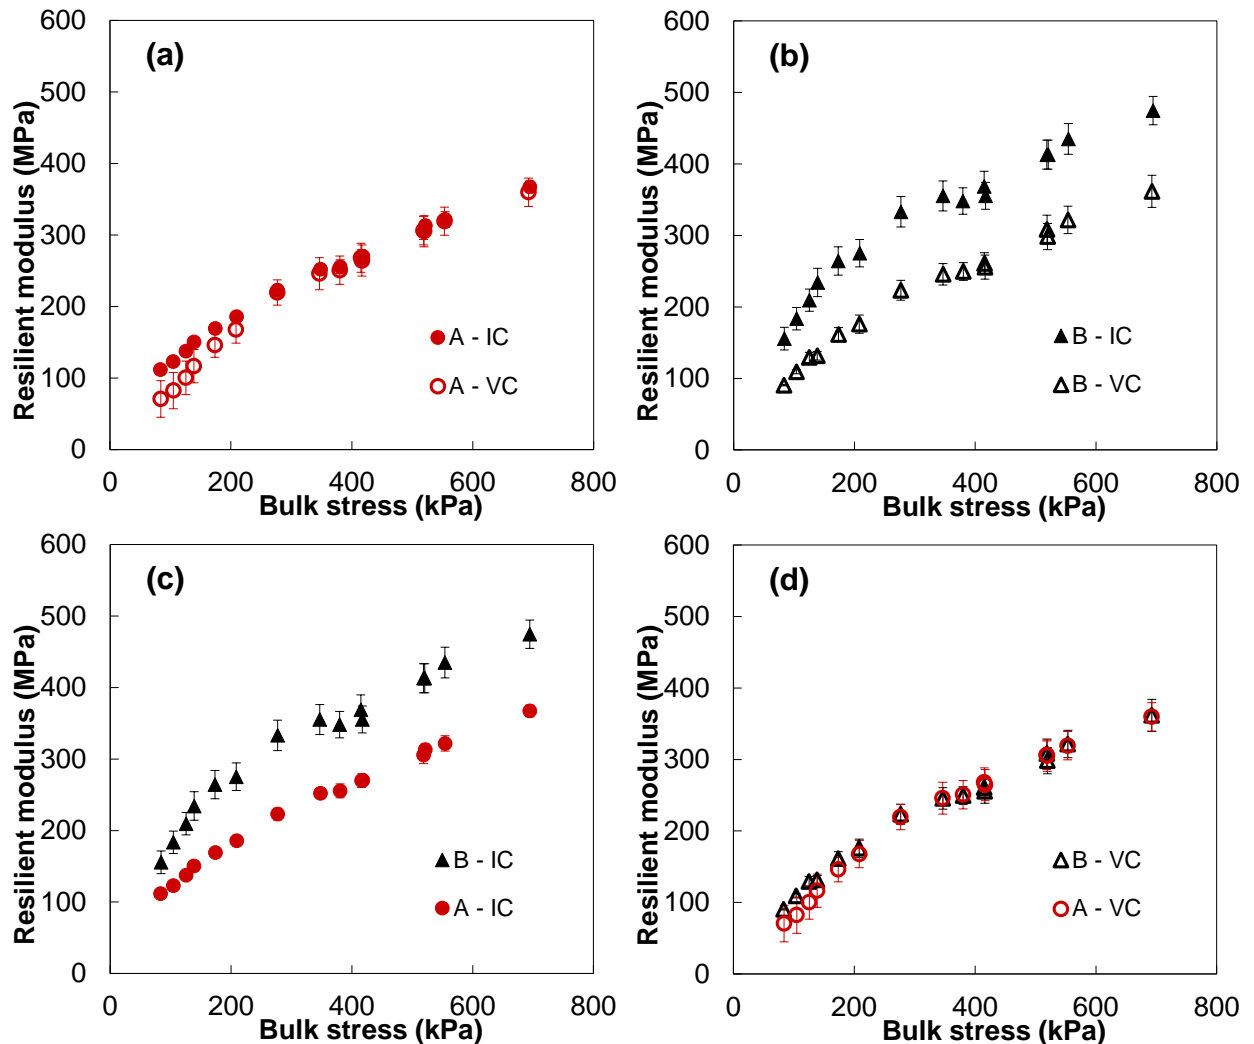 (a)
Resilient modulus (MPa)
600
500
400
300
200
100
0
A - IC
A - VC
0 200 400 600 800
Bulk stress (kPa)
(b)
Resilient modulus (MPa)
600
500
400
300
200
100
0
B - IC
B - VC
0 200 400 600 800
Bulk stress (kPa)
(c)
Resilient modulus (MPa)
600
500
400
300
200
100
0
B - IC
A - IC
0 200 400 600 800
Bulk stress (kPa)
(d)
Resilient modulus (MPa)
600
500
400
300
200
100
0
B - VC
A - VC
0 200 400 600 800
Bulk stress (kPa)